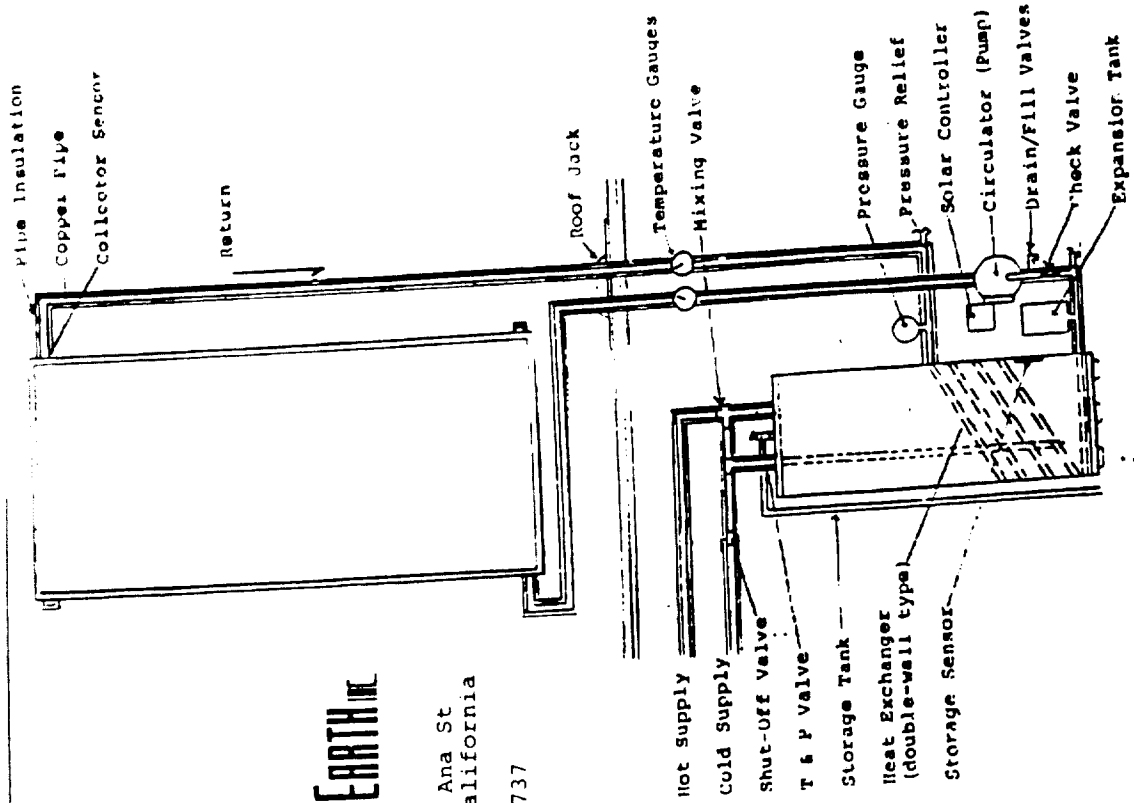 Pipe Insulation
Copper Pipe
Collector Sensor
Return
Roof Jack
Temperature Gauges
Mixing Valve
Pressure Gauge
Pressure Relief
Solar Controller
Circulator (Pump)
Drain/Fill Valves
Check Valve
Expansion Tank
EARTH INC.
Ana St
alifornia
737
Hot Supply
Cold Supply
Shut-Off Valve
T & P Valve
Storage Tank
Heat Exchanger
(double-wall type)
Storage Sensor